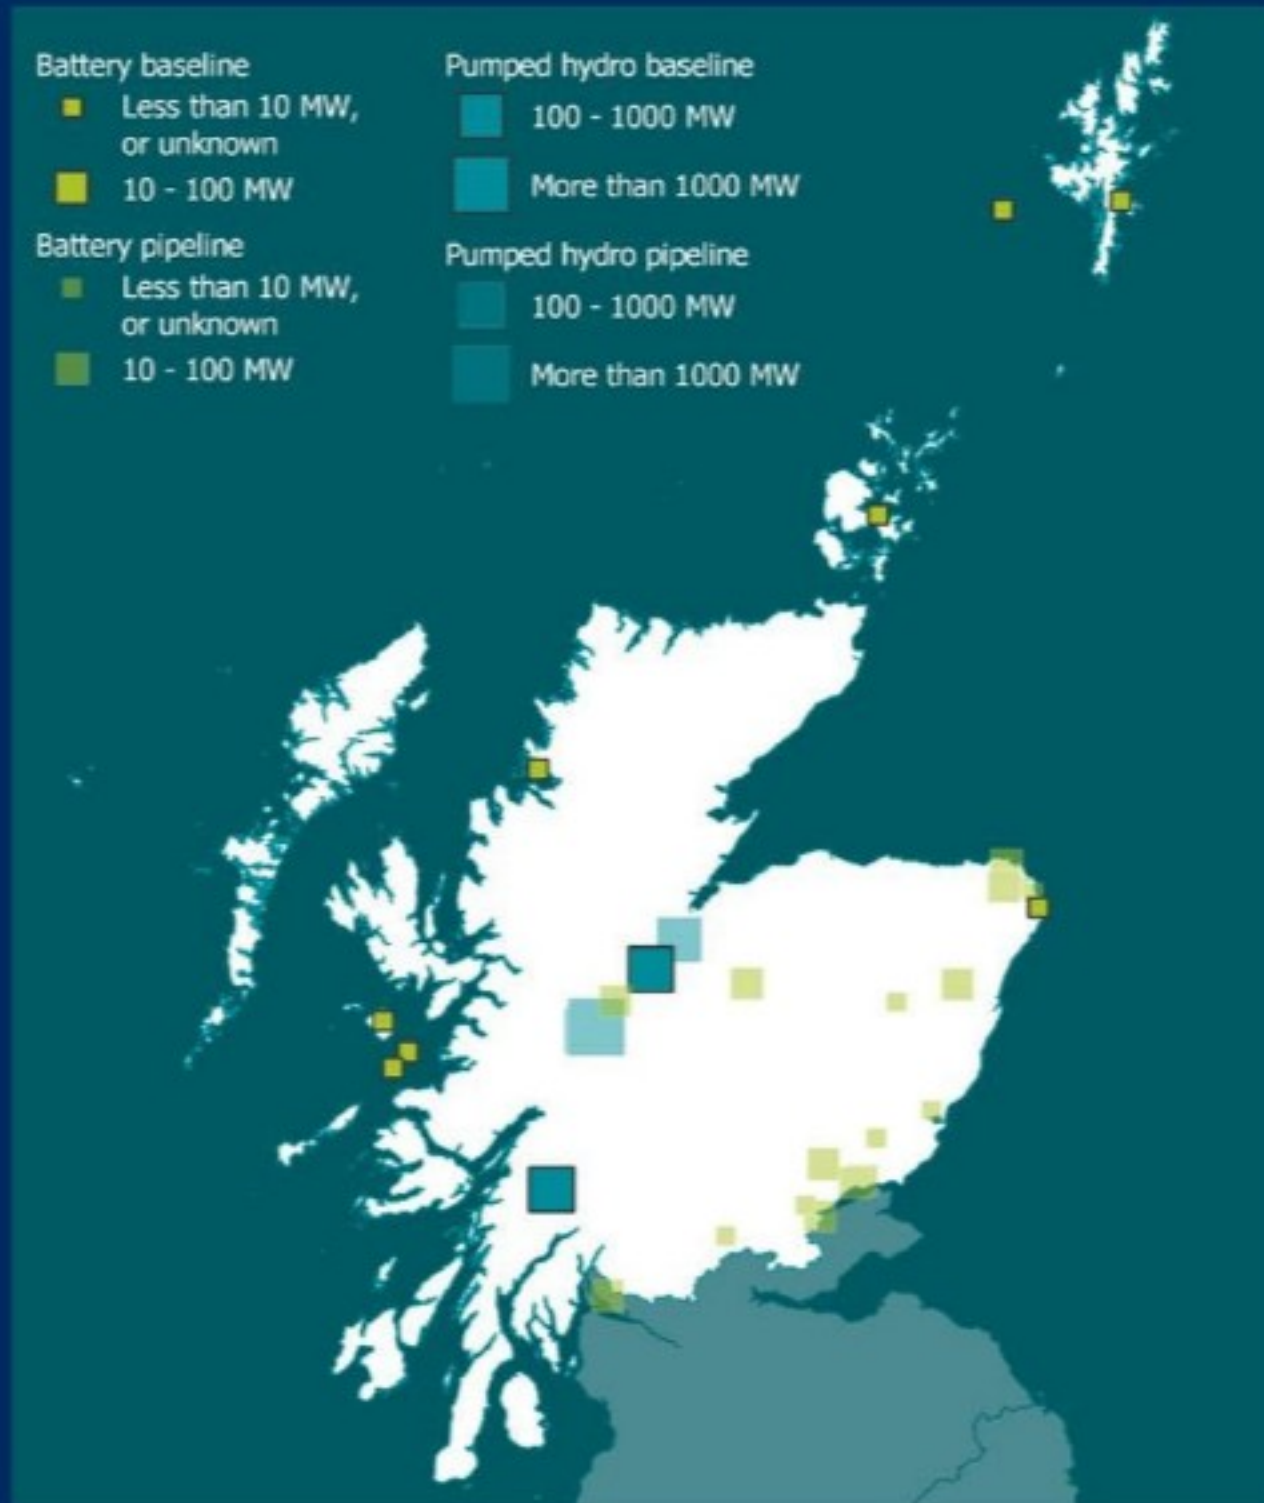 Battery baseline
Less than 10 MW,
or unknown
10 - 100 MW
Battery pipeline
Less than 10 MW,
or unknown
10 - 100 MW
Pumped hydro baseline
100 - 1000 MW
More than 1000 MW
Pumped hydro pipeline
100 - 1000 MW
More than 1000 MW